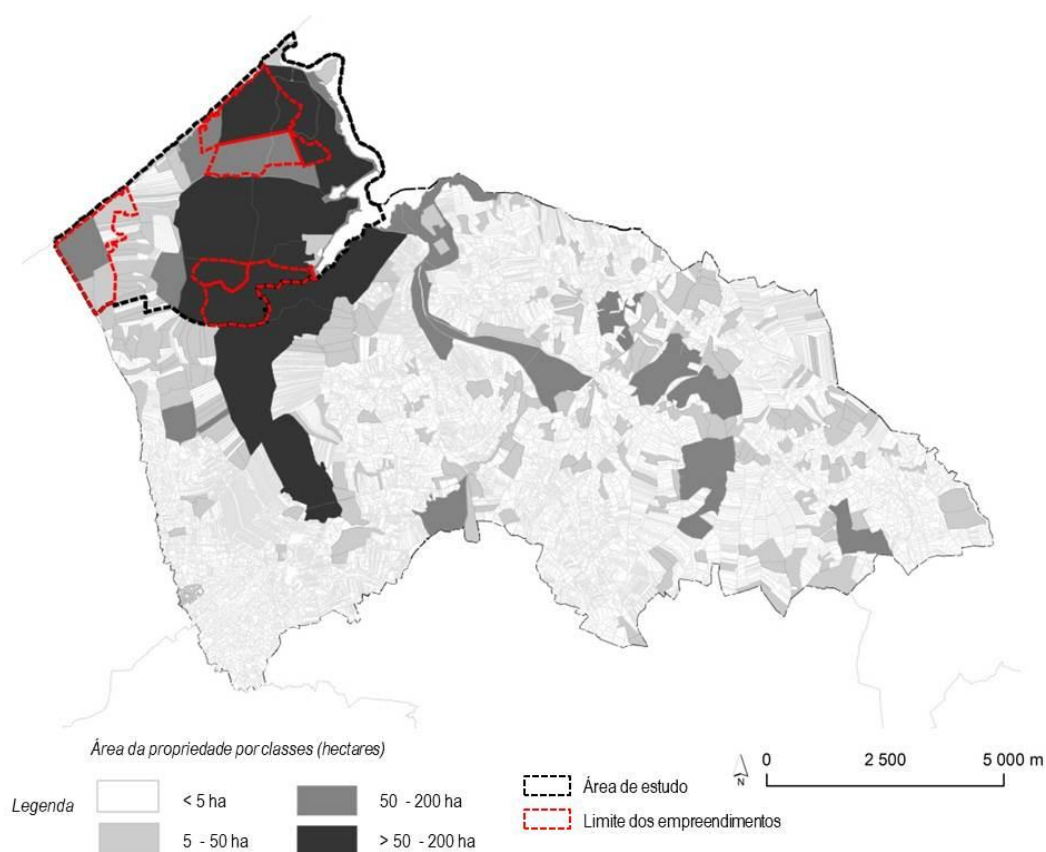 Área da propriedade por classes (hectares)
Legenda
< 5 ha
50 - 200 ha
5 - 50 ha
> 50 - 200 ha
Área de estudo
Limite dos empreendimentos
N
0 2 500 5 000 m